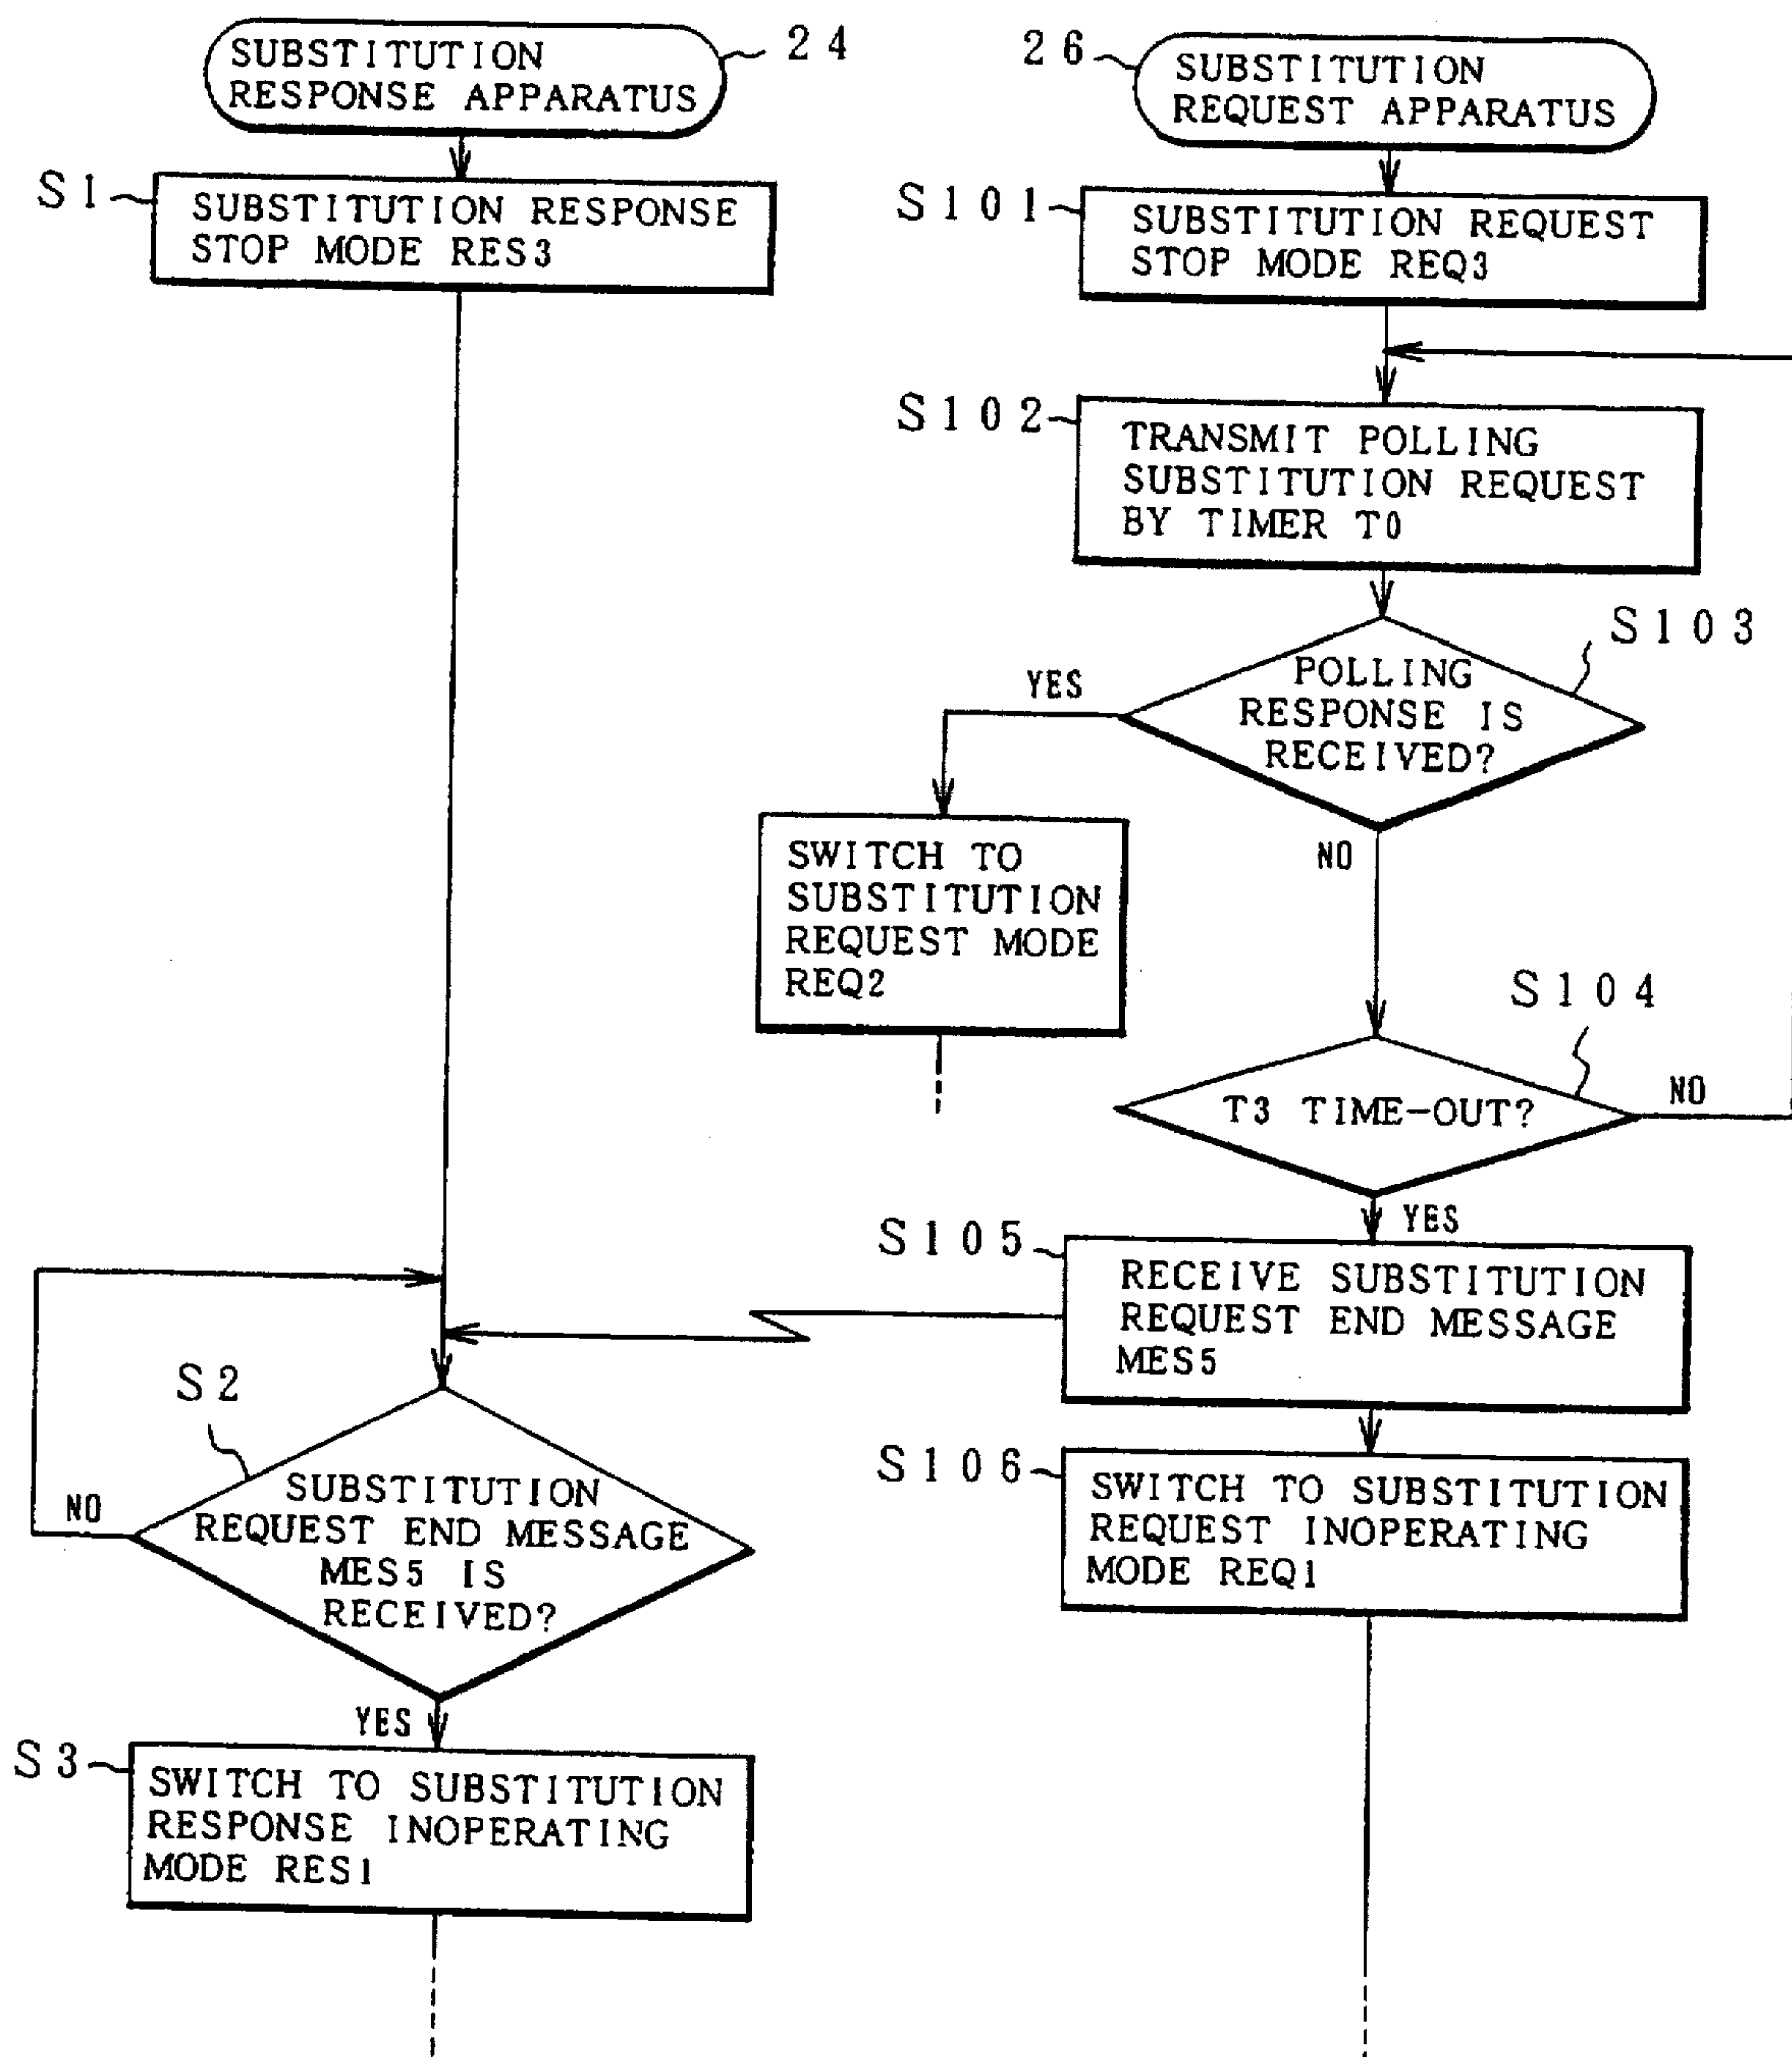 SUBSTITUTION
RESPONSE APPARATUS
24
S1
SUBSTITUTION RESPONSE
STOP MODE RES3
S2
SUBSTITUTION
REQUEST END MESSAGE
MES5 IS
RECEIVED?
NO
YES
S3
SWITCH TO SUBSTITUTION
RESPONSE INOPERATING
MODE RES1
26
SUBSTITUTION
REQUEST APPARATUS
S101
SUBSTITUTION REQUEST
STOP MODE REQ3
S102
TRANSMIT POLLING
SUBSTITUTION REQUEST
BY TIMER T0
S103
POLLING
RESPONSE IS
RECEIVED?
YES
SWITCH TO
SUBSTITUTION
REQUEST MODE
REQ2
NO
S104
T3 TIME-OUT?
NO
YES
S105
RECEIVE SUBSTITUTION
REQUEST END MESSAGE
MES5
S106
SWITCH TO SUBSTITUTION
REQUEST INOPERATING
MODE REQ1